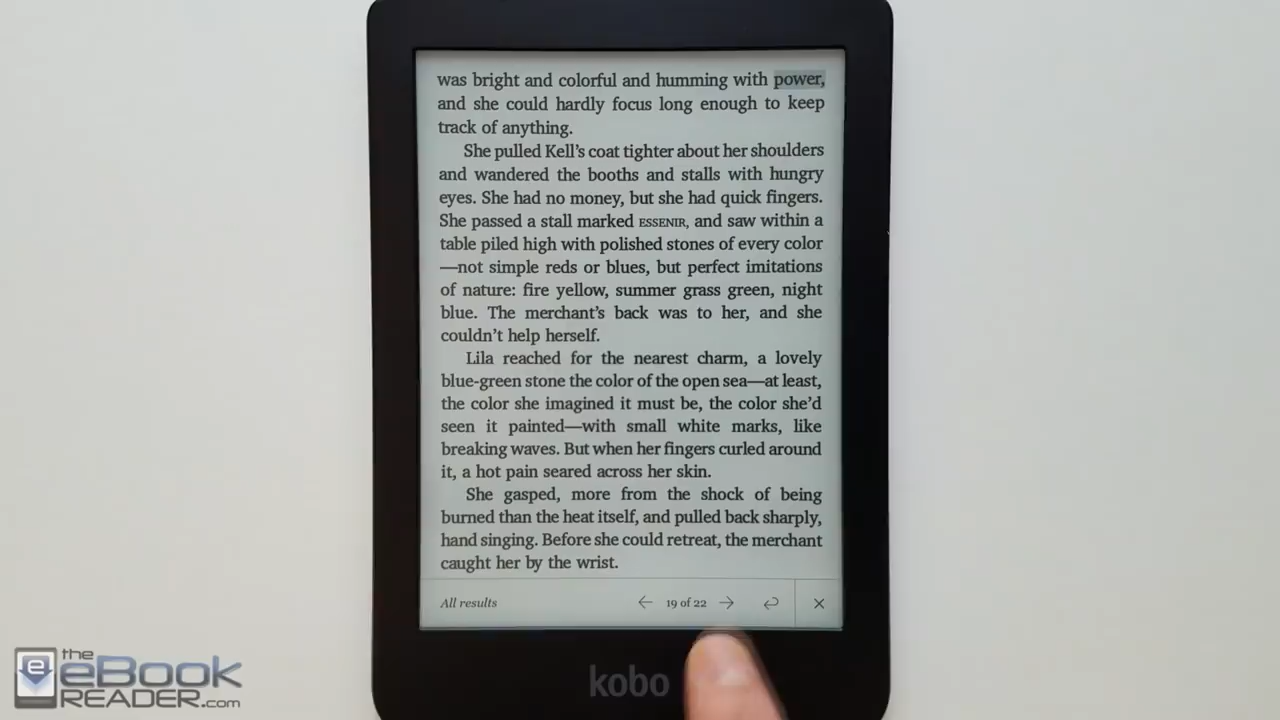 was bright and colorful and humming with power,
and she could hardly focus long enough to keep
track of anything.
She pulled Kell's coat tighter about her shoulders
and wandered the booths and stalls with hungry
eyes. She had no money, but she had quick fingers.
She passed a stall marked ESSENIR, and saw within a
table piled high with polished stones of every color
—not simple reds or blues, but perfect imitations
of nature: fire yellow, summer grass green, night
blue. The merchant's back was to her, and she
couldn't help herself.
Lila reached for the nearest charm, a lovely
blue-green stone the color of the open sea—at least,
the color she imagined it must be, the color she'd
seen it painted—with small white marks, like
breaking waves. But when her fingers curled around
it, a hot pain seared across her skin.
She gasped, more from the shock of being
burned than the heat itself, and pulled back sharply,
hand singing. Before she could retreat, the merchant
caught her by the wrist.
All results 19 of 22
kobo
the
eBook
READER.com